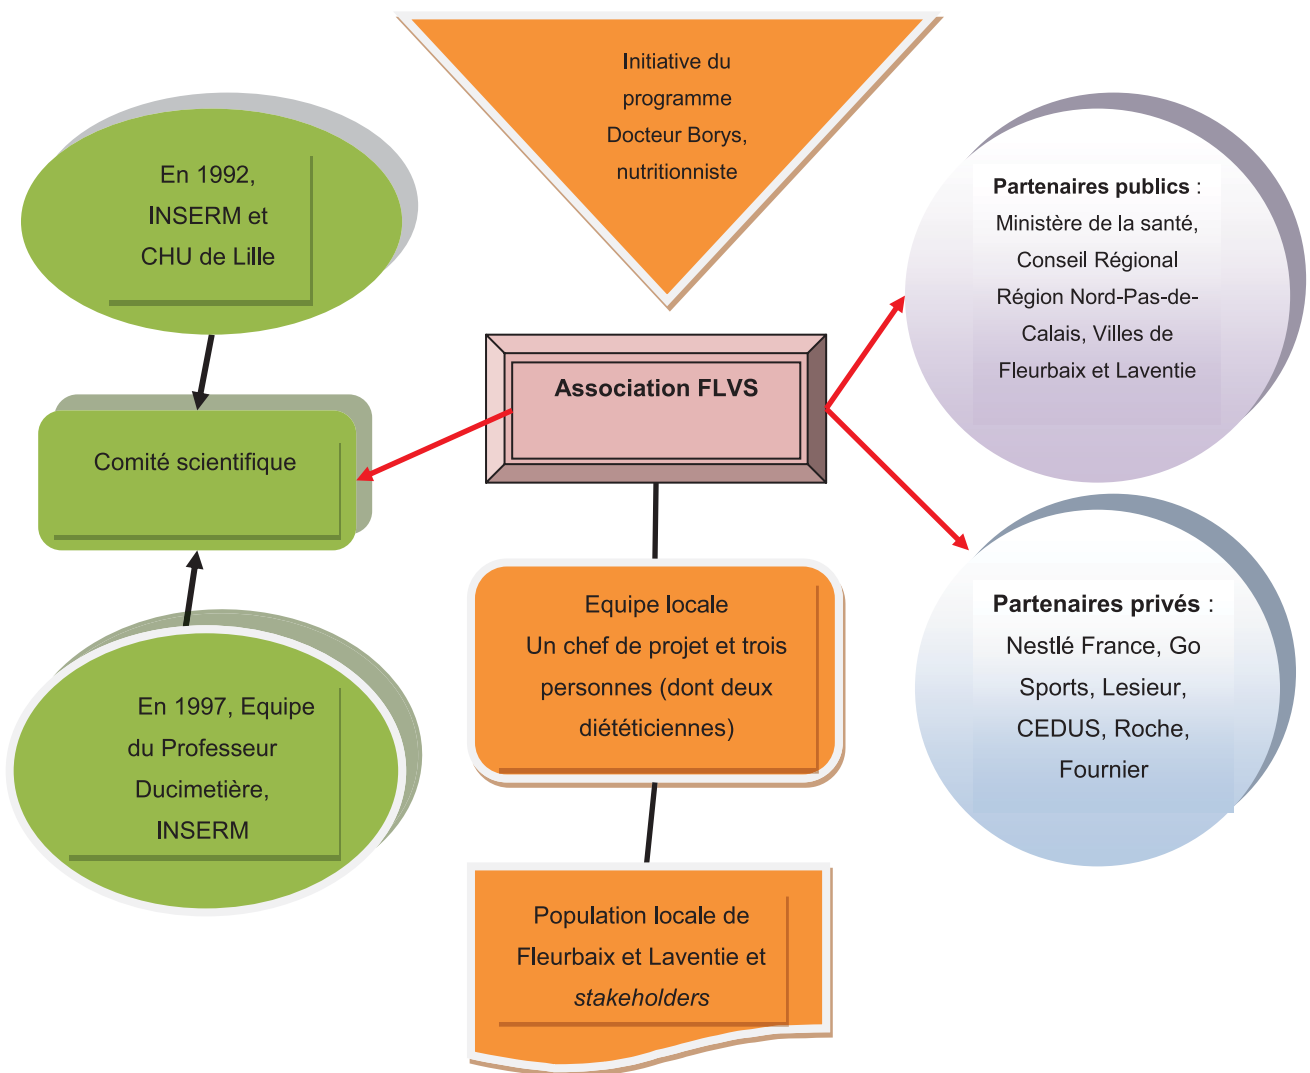 Initiative du
programme
Docteur Borys,
nutritionniste
En 1992,
INSERM et
CHU de Lille
Partenaires publics :
Ministère de la santé,
Conseil Régional
Région Nord-Pas-de-
Calais, Villes de
Fleurbaix et Laventie
Association FLVS
Comité scientifique
Equipe locale
Un chef de projet et trois
personnes (dont deux
diététiciennes)
Partenaires privés :
Nestlé France, Go
Sports, Lesieur,
CEDUS, Roche,
Fournier
En 1997, Equipe
du Professeur
Ducimetière,
INSERM
Population locale de
Fleurbaix et Laventie et
stakeholders